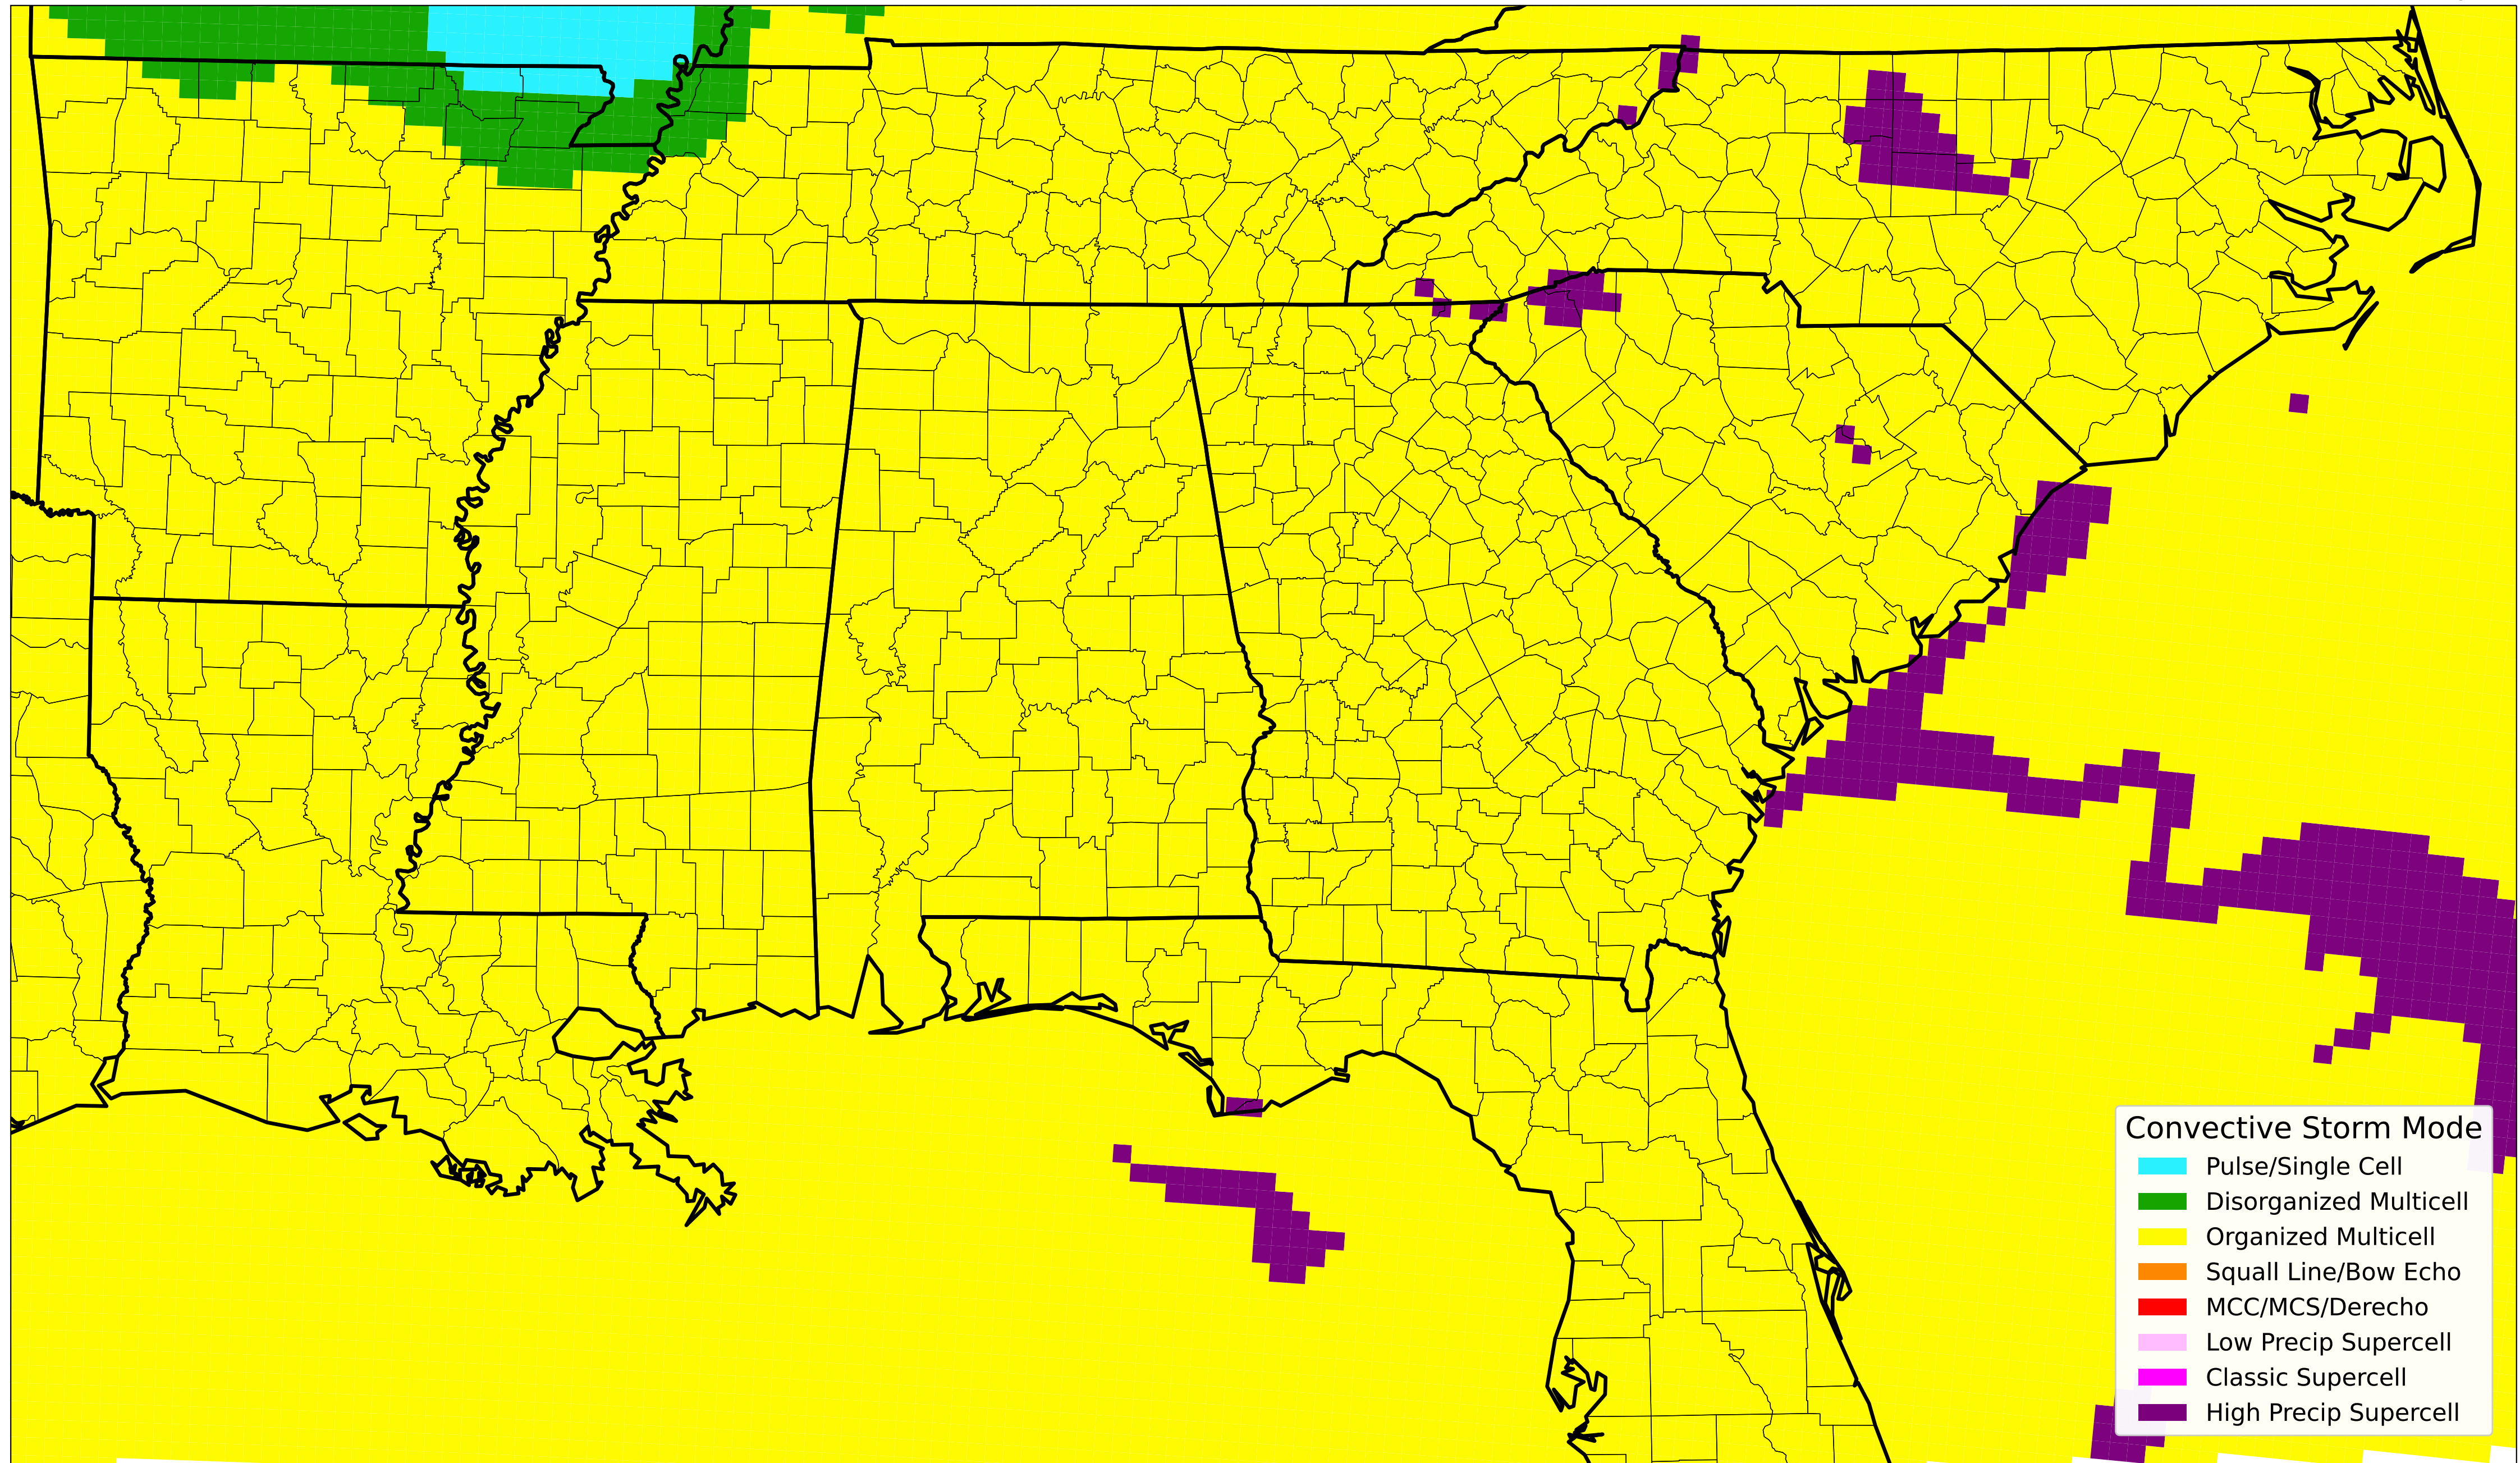 Convective Storm Mode
Pulse/Single Cell
Disorganized Multicell
Organized Multicell
Squall Line/Bow Echo
MCC/MCS/Derecho
Low Precip Supercell
Classic Supercell
High Precip Supercell